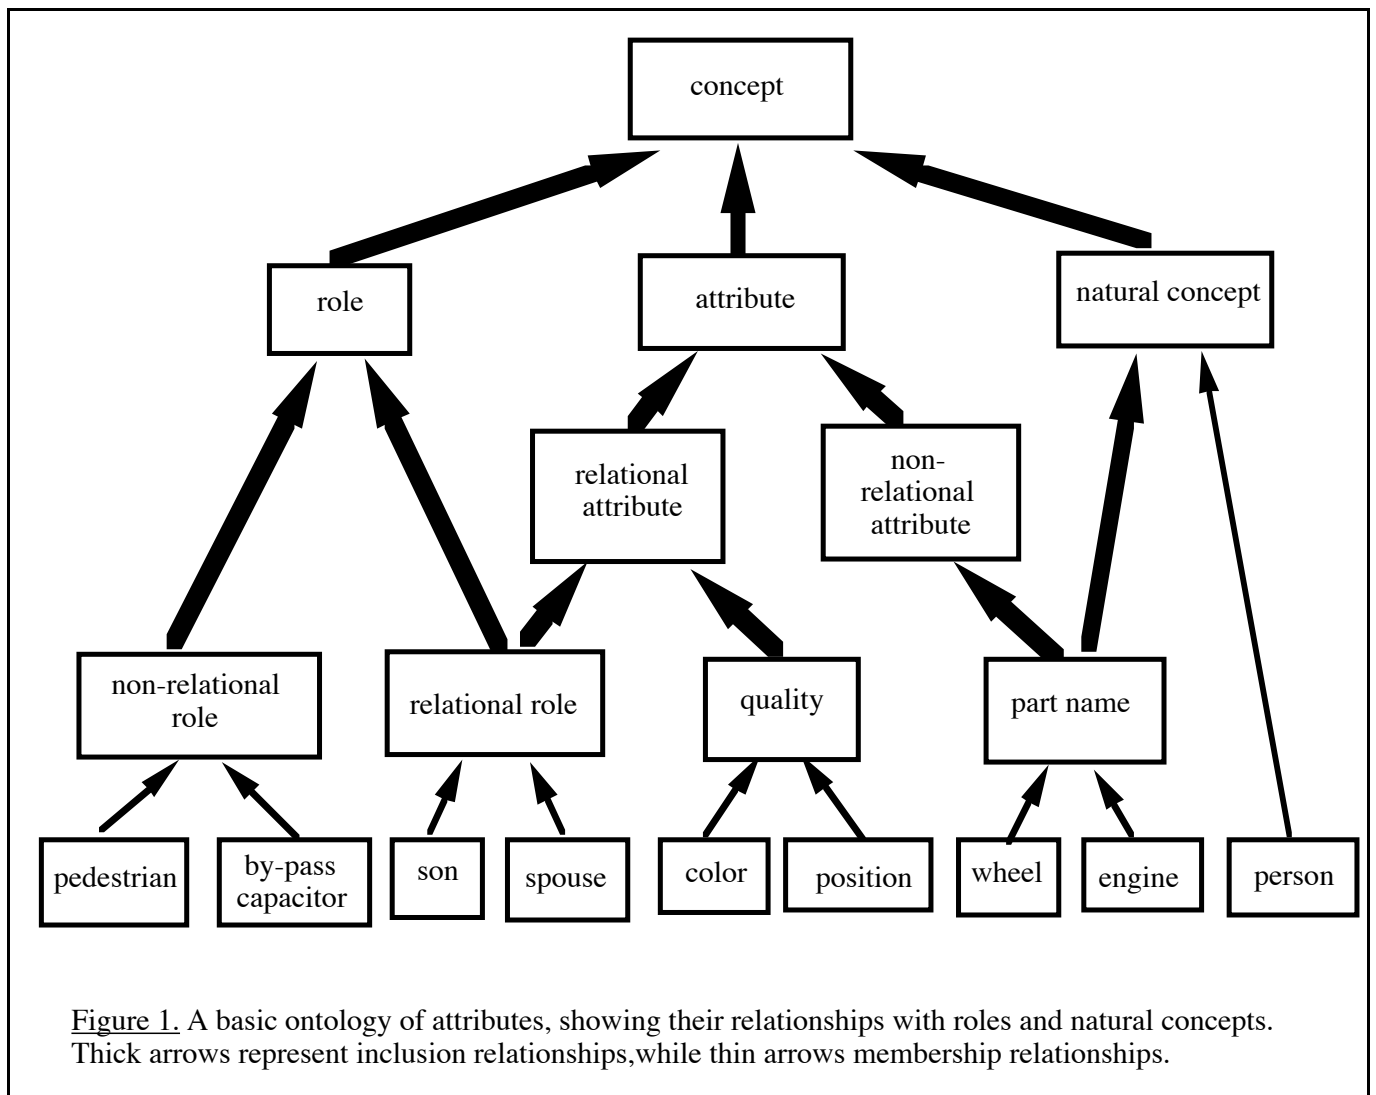 concept
role
attribute
natural concept
relational
attribute
non-
relational
attribute
non-relational
role
relational role
quality
part name
pedestrian
by-pass
capacitor
son
spouse
color
position
wheel
engine
person
Figure 1. A basic ontology of attributes, showing their relationships with roles and natural concepts.
Thick arrows represent inclusion relationships,while thin arrows membership relationships.